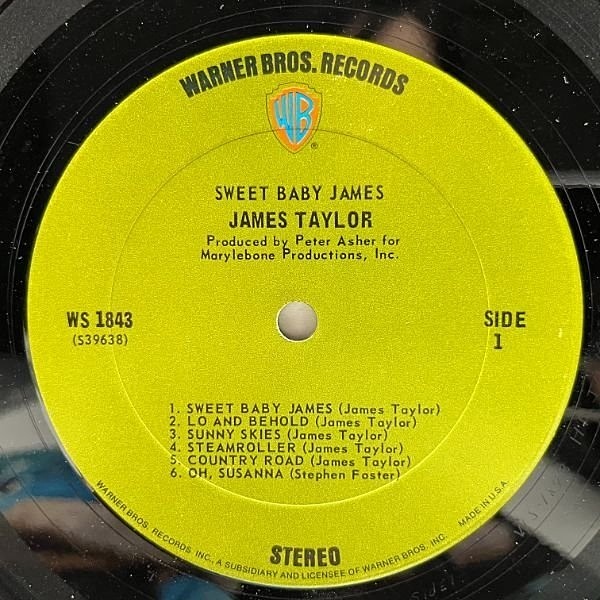 WARNER BROS. RECORDS
WB
®
SWEET BABY JAMES
JAMES TAYLOR
Produced by Peter Asher for
Marylebone Productions, Inc.
WS 1843
(S39638)
SIDE
1
1. SWEET BABY JAMES (James Taylor)
2. LO AND BEHOLD (James Taylor)
3. SUNNY SKIES (James Taylor)
4. STEAMROLLER (James Taylor)
5. COUNTRY ROAD (James Taylor)
6. OH, SUSANNA (Stephen Foster)
STEREO
WARNER BROS. RECORDS, INC., A SUBSIDIARY AND LICENSEE OF WARNER BROS. INC. MADE IN U.S.A.